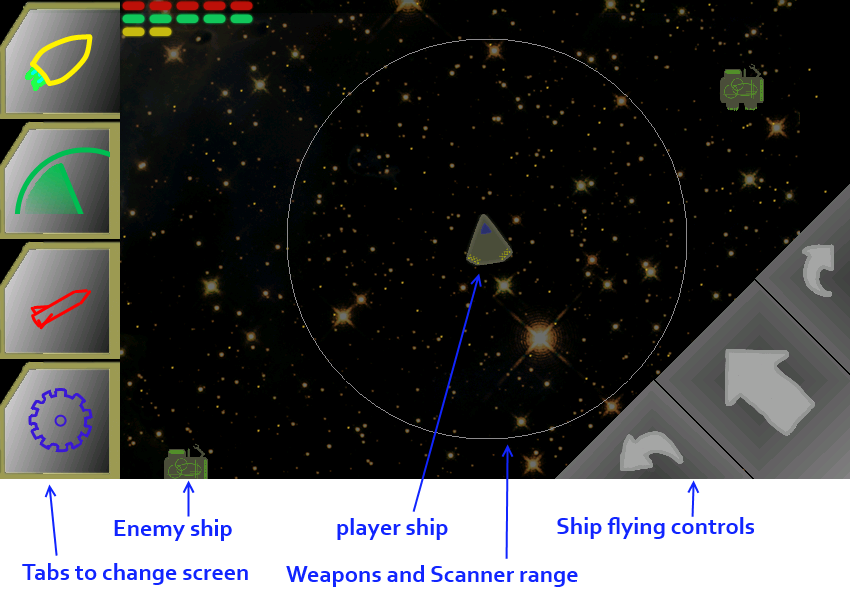 Enemy ship
player ship
Ship flying controls
Tabs to change screen
Weapons and Scanner range